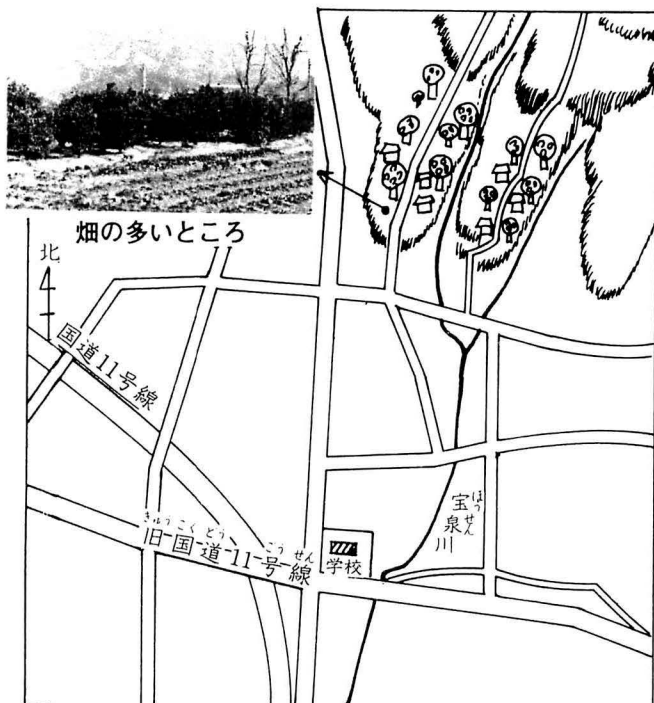 畑の多いところ
北
国道11号線
きゅうこくどう ごうせん
旧国道11号線
学校
ほうせん
宝泉川